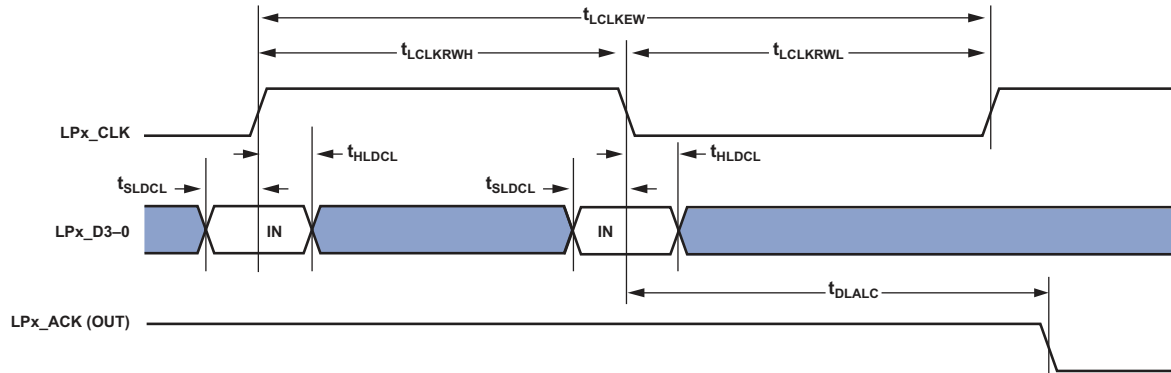 tLCLKEW
tLCLKRWH
tLCLKRWL
LPx_CLK
tHLDCL
tHLDCL
tSLDCL
tSLDCL
LPx_D3–0
IN
IN
tDLALC
LPx_ACK (OUT)